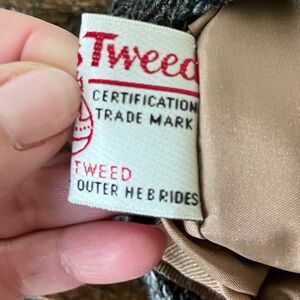 s Tweed
CERTIFICATION
TRADE MARK
TWEED
OUTER HEBRIDES